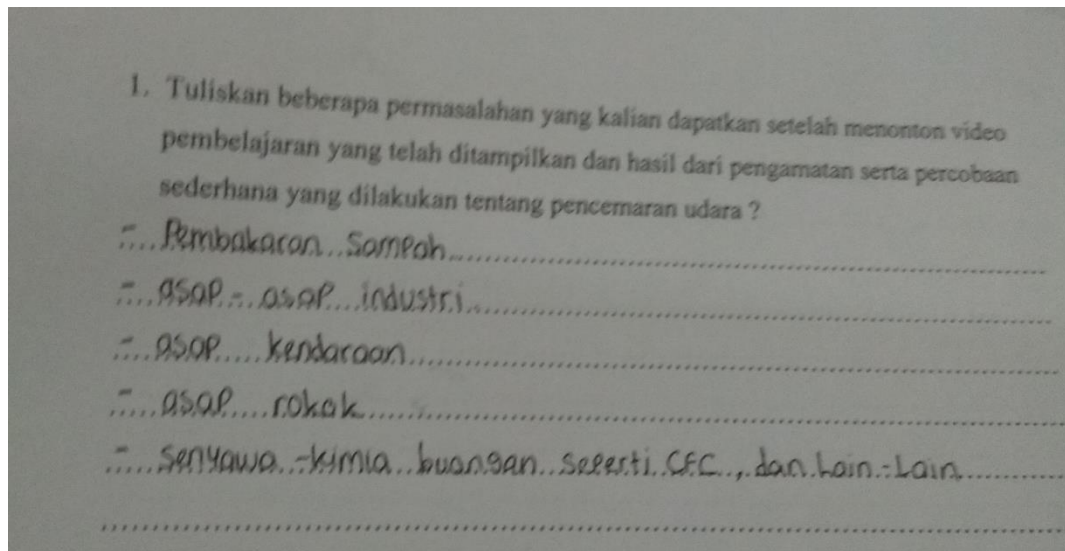 1. Tuliskan beberapa permasalahan yang kalian dapatkan setelah menonton video
pembelajaran yang telah ditampilkan dan hasil dari pengamatan serta percobaan
sederhana yang dilakukan tentang pencemaran udara ?
- Pembakaran Sampah
- asap - asap industri
- asap kendaraan
- asap rokok
- senyawa - kimia buangan seperti CFC , dan Lain - Lain